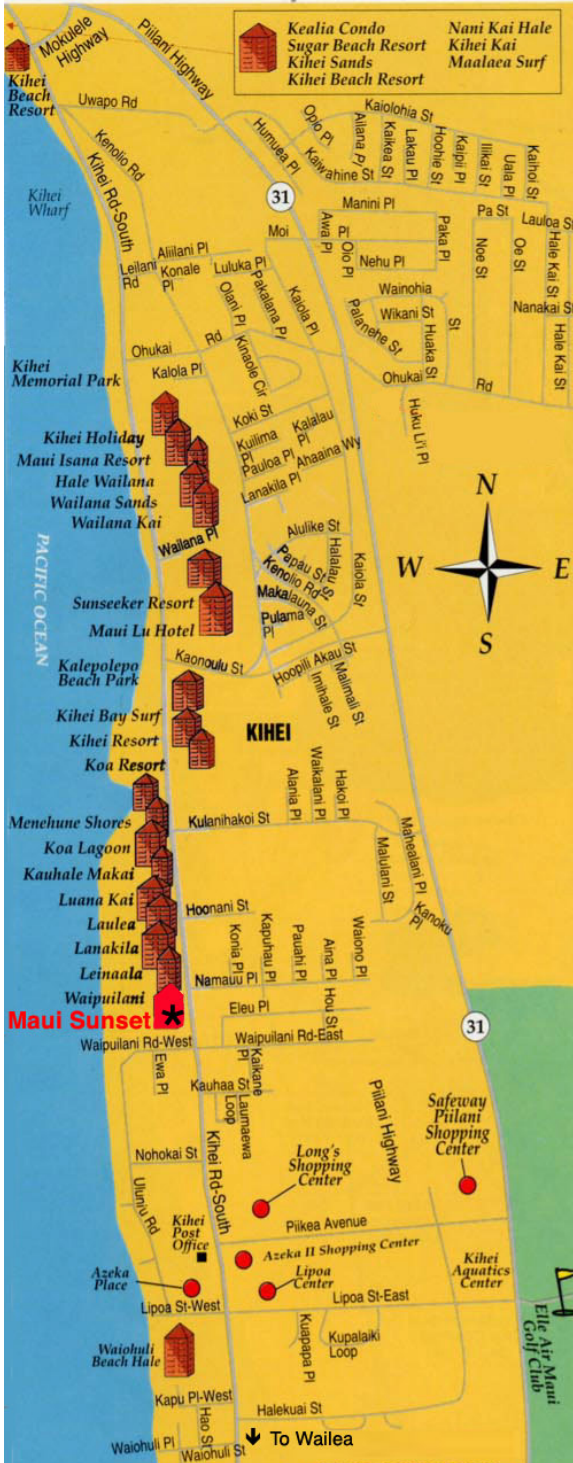 Kealia Condo
Sugar Beach Resort
Kihei Sands
Kihei Beach Resort
Nani Kai Hale
Kihei Kai
Maalaea Surf
Mokulele
Highway
Piilani Highway
Kihei
Beach
Resort
Uwapo Rd
Kenolio Rd
Kihei Rd-South
Kihei
Wharf
Humuea Pl
Opio Pl
Kaiolohia St
Kaiwahine St
Ailana Pl
Kaikea St
Lakau Pl
Hoohie St
Kaipii Pl
Ilikai St
Uala Pl
Kaihoi St
31
Manini Pl
Moi Pl
Awa Pl
Oio Pl
Nehu Pl
Paka Pl
Pa St
Lauloa St
Noe St
Oe St
Hale Kai St
Nanakai St
Hale Kai St
Aliilani Pl
Leilani
Rd
Konale
Pl
Luluka Pl
Olani Pl
Pakalana Pl
Kaiola Pl
Wainohia St
Wikani St
Palanehe St
Huaka St
Ohukai Rd
Ohukai Rd
Kihei
Memorial Park
Kalola Pl
Kinaole Cir
Huku Li'i Pl
Koki St
Kuilima
Pl
Kalalau
Pl
Pauloa Pl
Ahaaina Wy
Lanakila Pl
Kihei Holiday
Maui Isana Resort
Hale Wailana
Wailana Sands
Wailana Kai
Wailana Pl
PACIFIC OCEAN
N
W
E
S
Alulike St
Papau St
Halalau St
Kenolio Rd
Makalauna St
Kaiola St
Pulama
Pl
Sunseeker Resort
Maui Lu Hotel
Kaonoulu St
Hoopili Akau St
Imihale St
Malimali St
Kalepolepo
Beach Park
Kihei Bay Surf
Kihei Resort
Koa Resort
KIHEI
Alania Pl
Waikalani Pl
Hakoi Pl
Kulanihakoi St
Mahealani Pl
Malulani St
Kanoku
Pl
Menehune Shores
Koa Lagoon
Kauhale Makai
Luana Kai
Laulea
Lanakila
Leinaala
Waipuilani
Maui Sunset
*
Hoonani St
Konia Pl
Kapuhau Pl
Pauahi Pl
Aina Pl
Waiono Pl
Namauu Pl
Eleu Pl
Hou St
31
Waipuilani Rd-West
Waipuilani Rd-East
Ewa Pl
Kaikane
Pl
Kauhaa St
Laumaewa
Loop
Piilani Highway
Safeway
Piilani
Shopping
Center
Nohokai St
Kihei Rd-South
Long's
Shopping
Center
Uluniu Rd
Kihei
Post
Office
Piikea Avenue
Azeka II Shopping Center
Kihei
Aquatics
Center
Azeka
Place
Lipoa
Center
Lipoa St-West
Lipoa St-East
Elle Air Maui
Golf Club
Waiohuli
Beach Hale
Kuapapa Pl
Kupalaiki
Loop
Kapu Pl-West
Hao St
Halekuai St
Waiohuli Pl
Waiohuli St
To Wailea